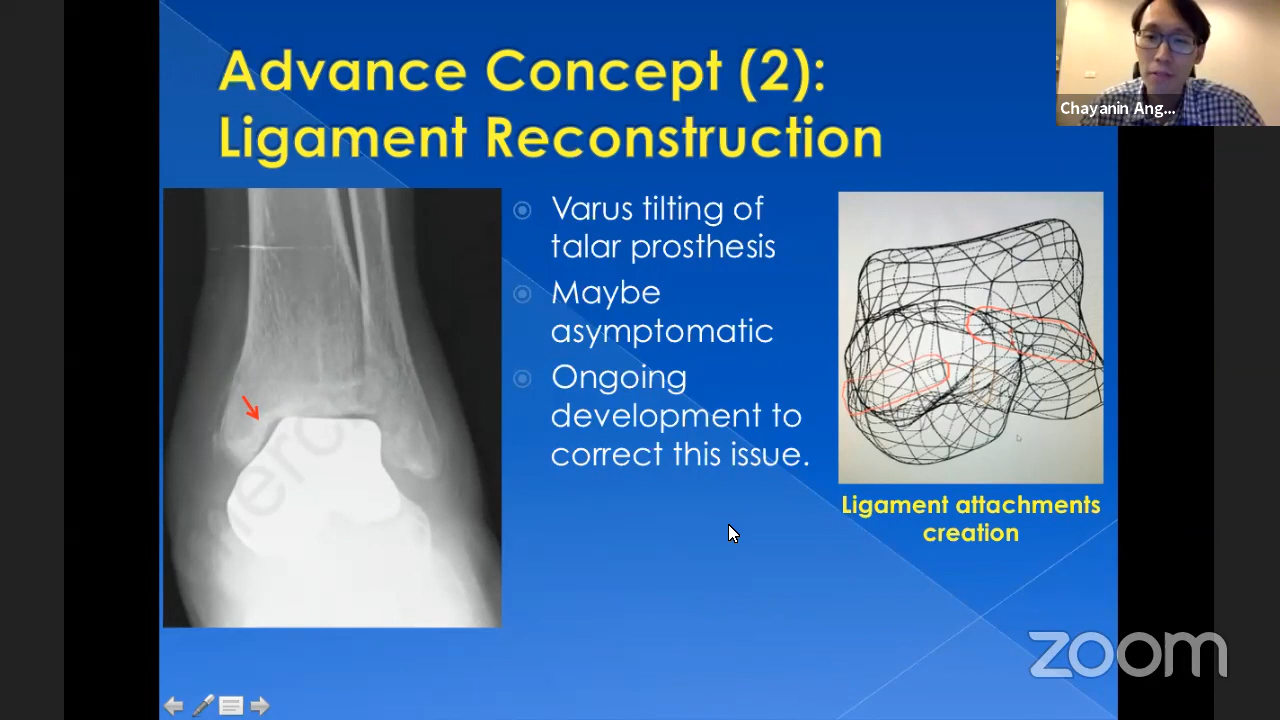 Advance Concept (2):
Ligament Reconstruction
Chayanin Ang...
Varus tilting of
talar prosthesis
Maybe
asymptomatic
Ongoing
development to
correct this issue.
Ligament attachments
creation
zoom